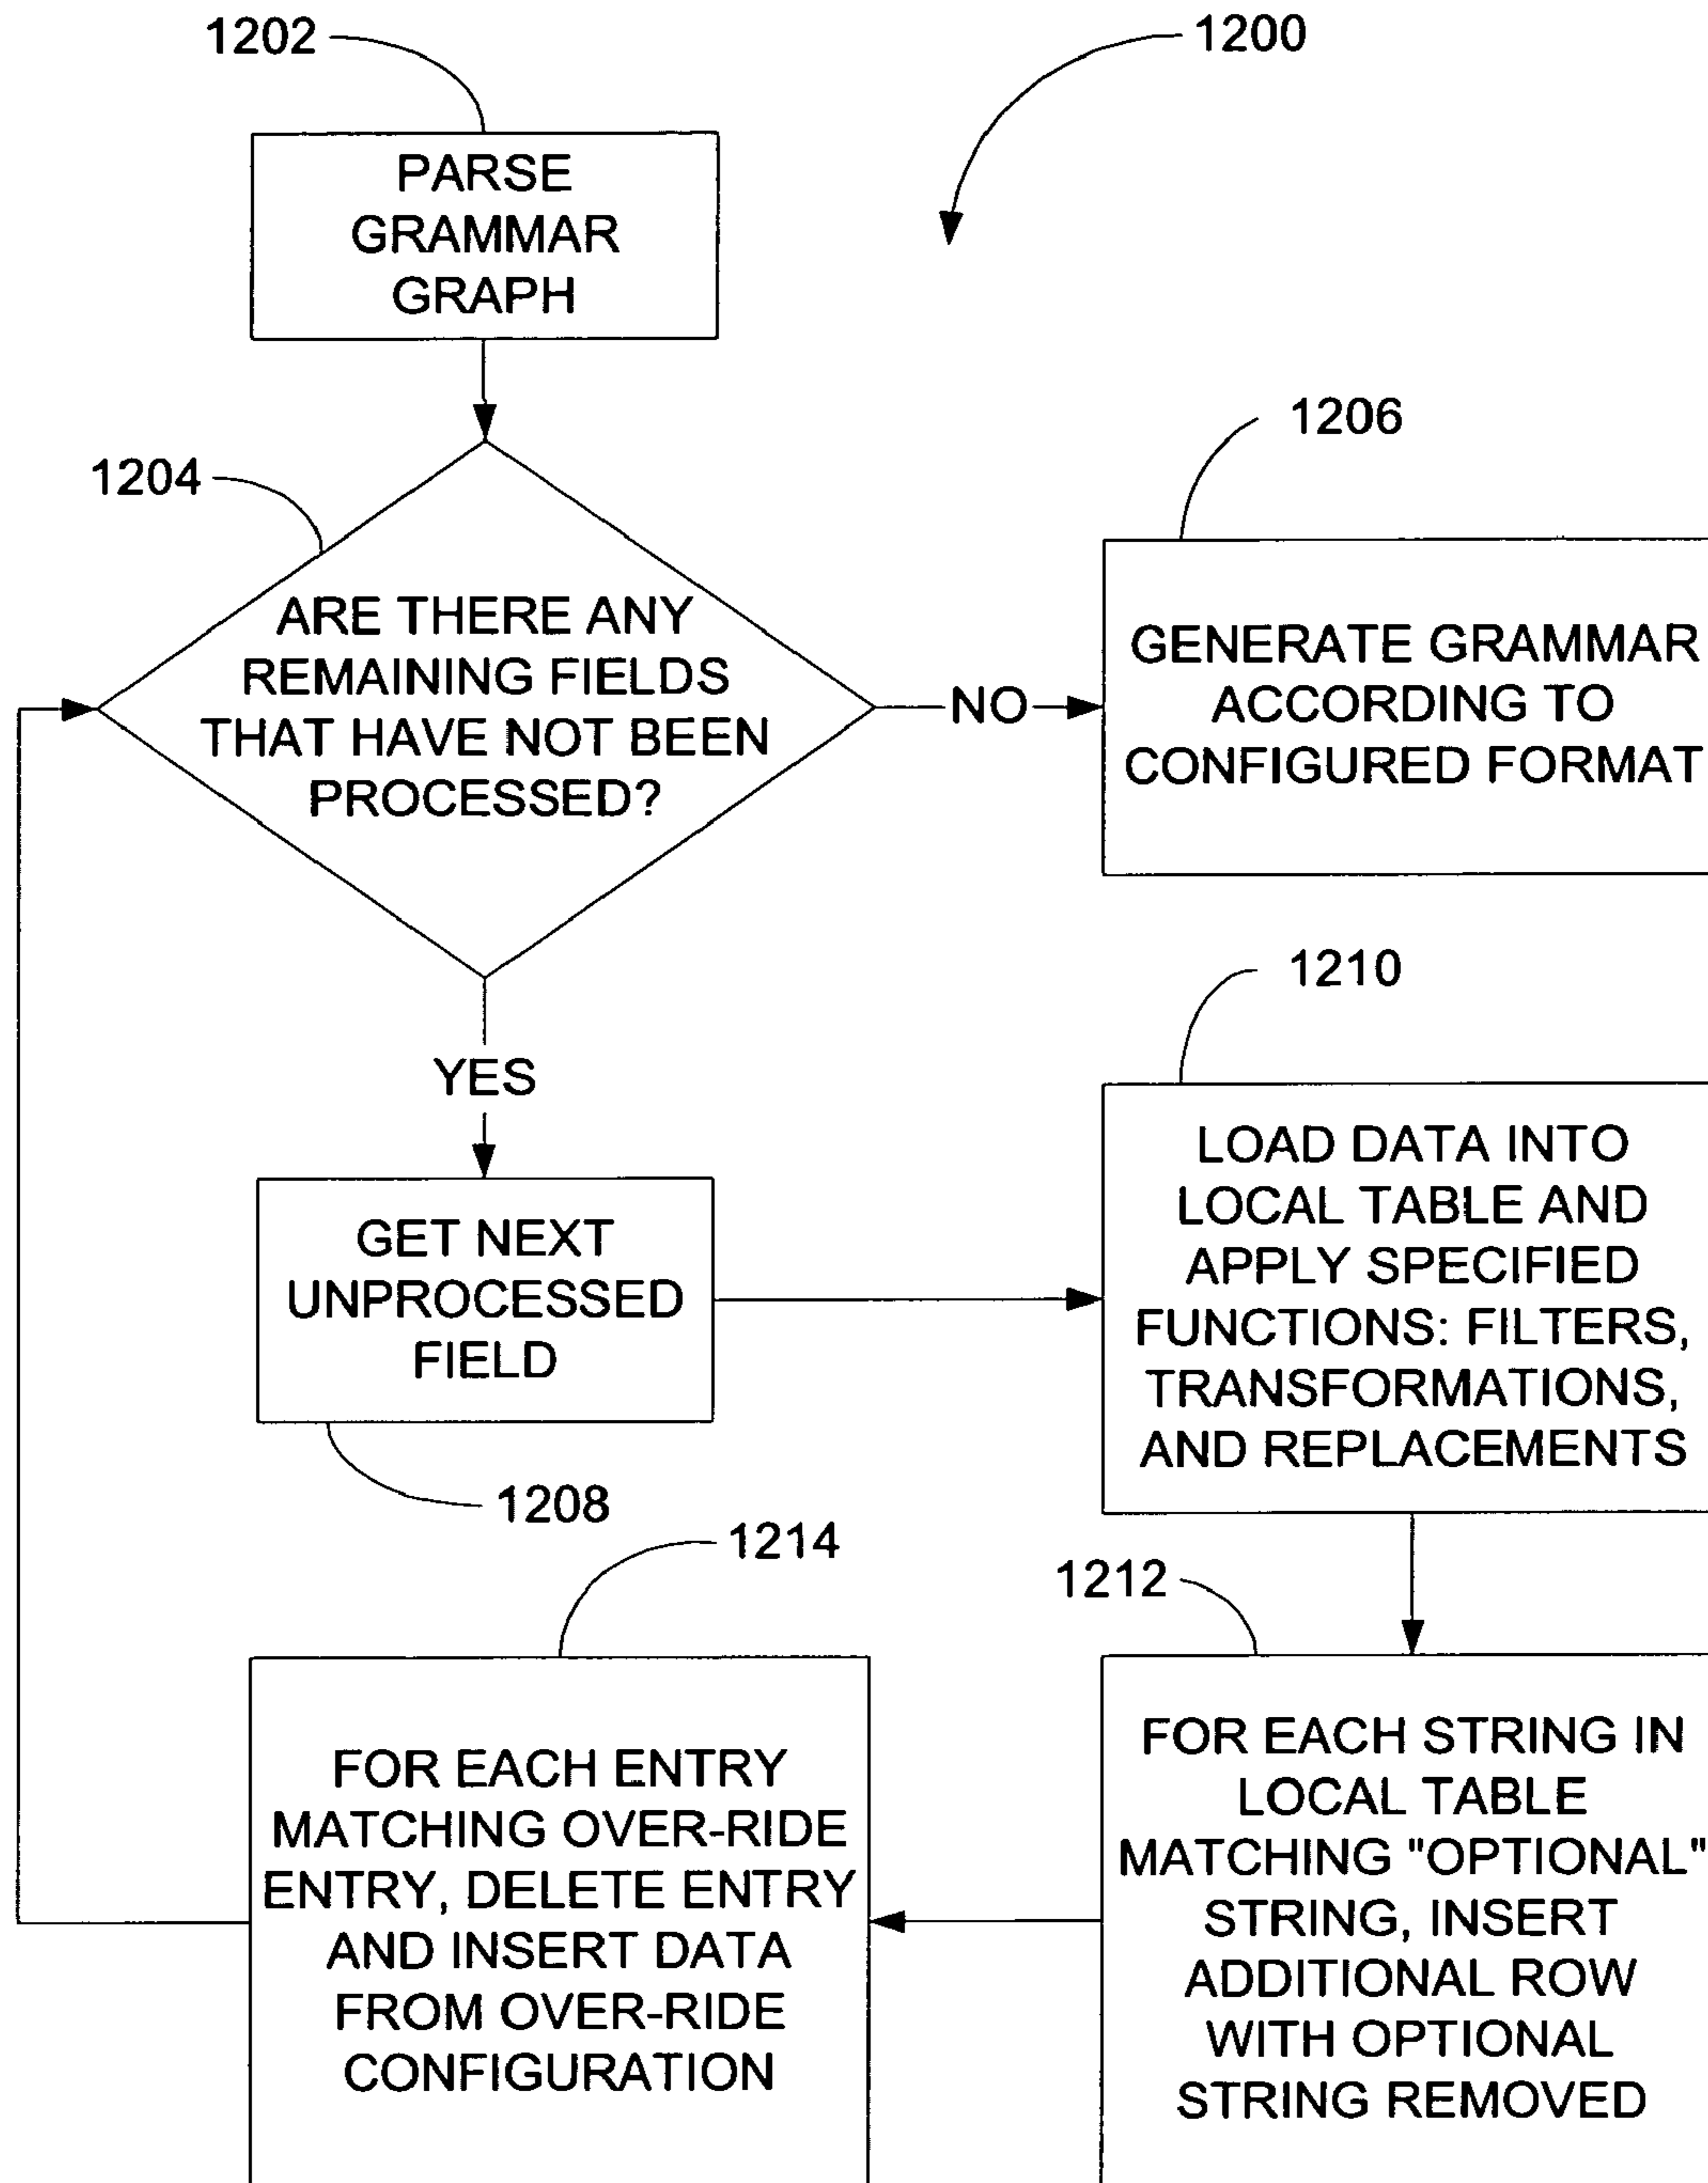 1202
1200
PARSE
GRAMMAR
GRAPH
1204
1206
ARE THERE ANY
REMAINING FIELDS
THAT HAVE NOT BEEN
PROCESSED?
NO
GENERATE GRAMMAR
ACCORDING TO
CONFIGURED FORMAT
YES
1210
GET NEXT
UNPROCESSED
FIELD
1208
LOAD DATA INTO
LOCAL TABLE AND
APPLY SPECIFIED
FUNCTIONS: FILTERS,
TRANSFORMATIONS,
AND REPLACEMENTS
1214
1212
FOR EACH STRING IN
LOCAL TABLE
MATCHING "OPTIONAL"
STRING, INSERT
ADDITIONAL ROW
WITH OPTIONAL
STRING REMOVED
FOR EACH ENTRY
MATCHING OVER-RIDE
ENTRY, DELETE ENTRY
AND INSERT DATA
FROM OVER-RIDE
CONFIGURATION